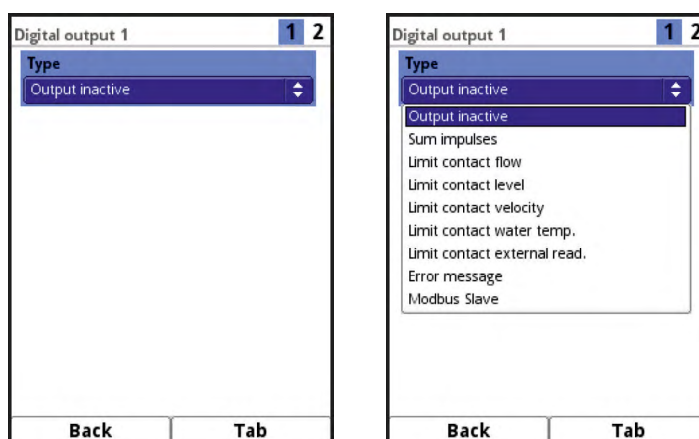 Digital output 1 1 2
Type
Output inactive
Back Tab
Digital output 1 1 2
Type
Output inactive
Output inactive
Sum impulses
Limit contact flow
Limit contact level
Limit contact velocity
Limit contact water temp.
Limit contact external read.
Error message
Modbus Slave
Back Tab